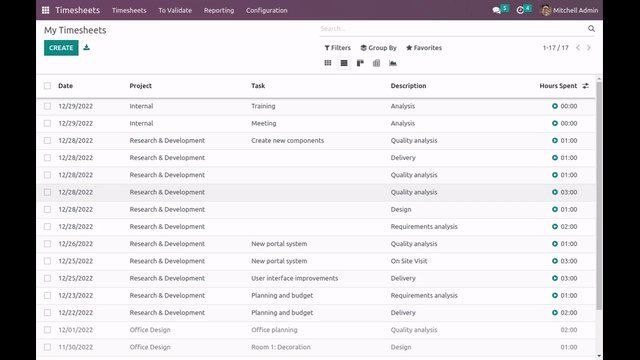 Timesheets Timesheets To Validate Reporting Configuration 5 4 Mitchell Admin
My Timesheets Search...
CREATE Filters Group By Favorites 1-17 / 17
Date Project Task Description Hours Spent
12/29/2022 Internal Training Analysis 00:00
12/29/2022 Internal Meeting Analysis 00:00
12/28/2022 Research & Development Create new components Quality analysis 01:00
12/28/2022 Research & Development Delivery 01:00
12/28/2022 Research & Development Quality analysis 01:00
12/28/2022 Research & Development Quality analysis 03:00
12/28/2022 Research & Development Design 01:00
12/28/2022 Research & Development Requirements analysis 02:00
12/26/2022 Research & Development New portal system Quality analysis 01:00
12/25/2022 Research & Development New portal system On Site Visit 03:00
12/25/2022 Research & Development User interface improvements Delivery 03:00
12/23/2022 Research & Development Planning and budget Requirements analysis 01:00
12/22/2022 Research & Development Planning and budget Delivery 02:00
12/01/2022 Office Design Office planning Quality analysis 02:00
11/30/2022 Office Design Room 1: Decoration Design 01:00